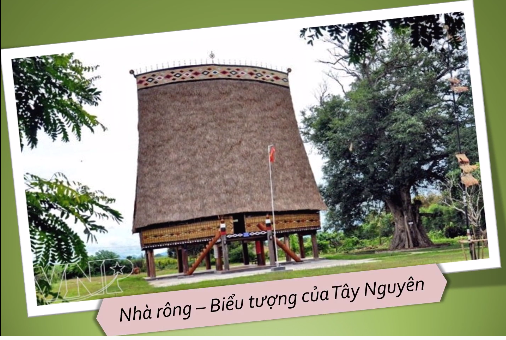 Nhà rông – Biểu tượng của Tây Nguyên